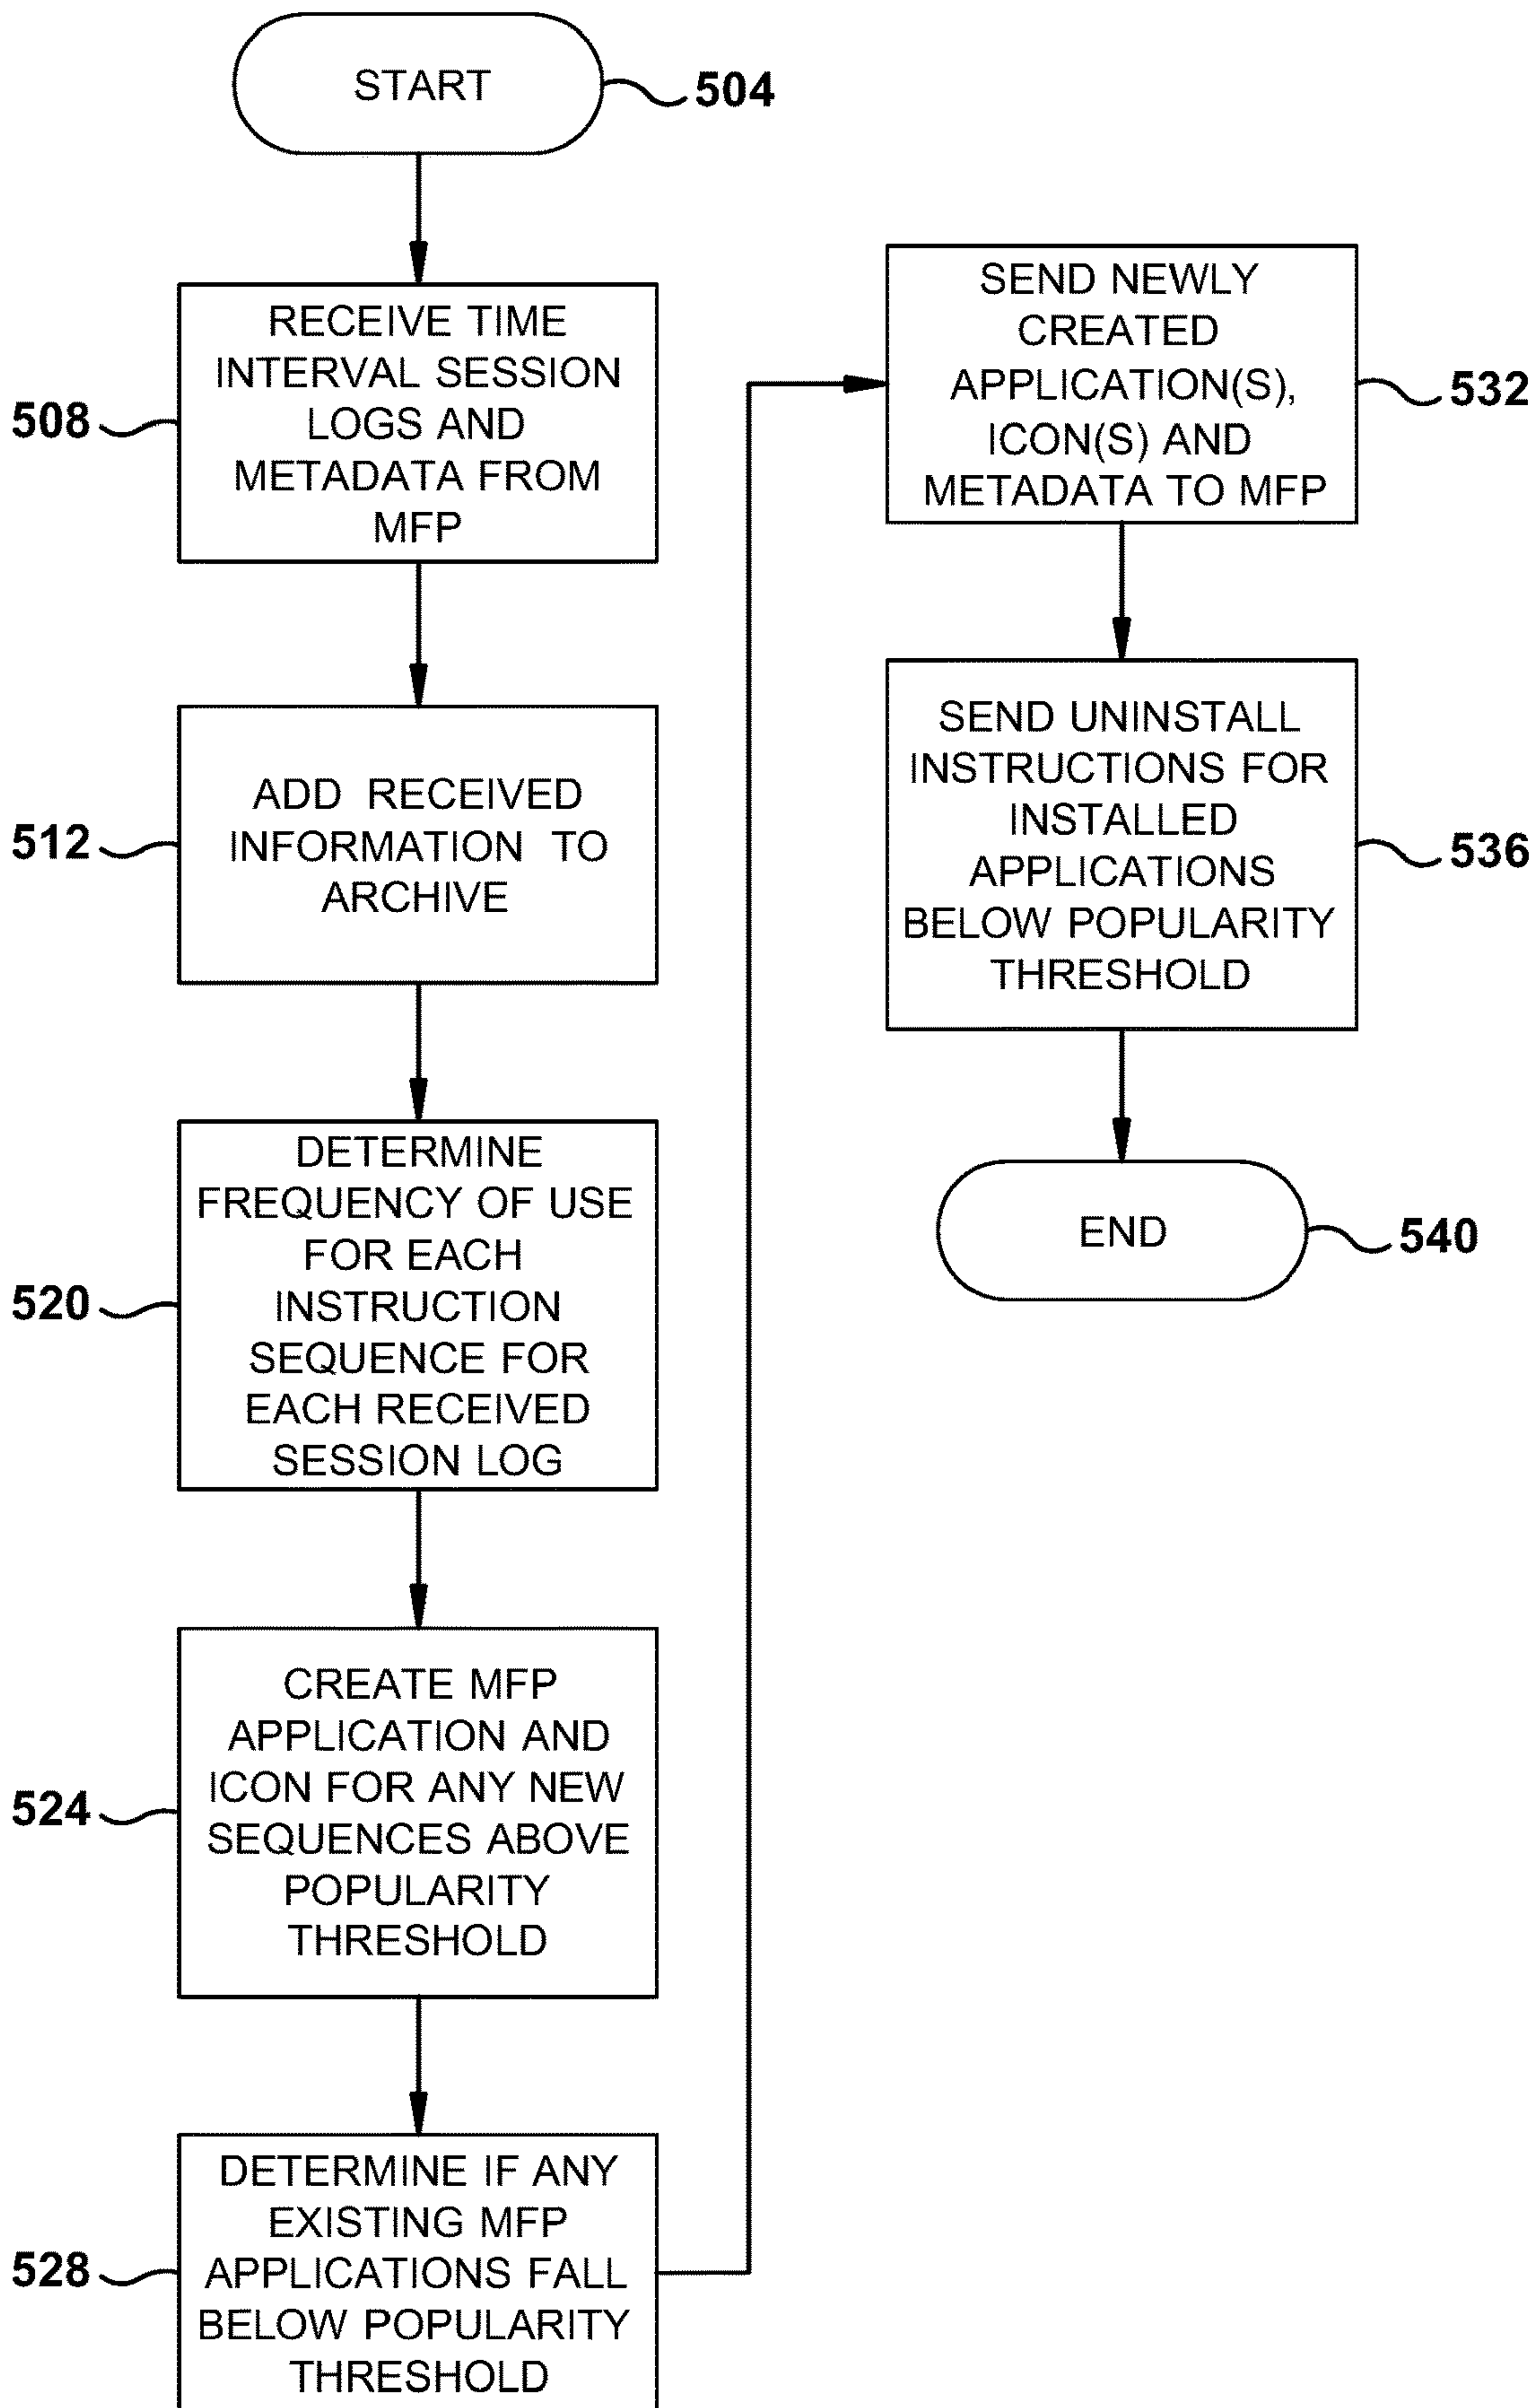 START
504
RECEIVE TIME
INTERVAL SESSION
LOGS AND
METADATA FROM
MFP
508
ADD RECEIVED
INFORMATION TO
ARCHIVE
512
DETERMINE
FREQUENCY OF USE
FOR EACH
INSTRUCTION
SEQUENCE FOR
EACH RECEIVED
SESSION LOG
520
CREATE MFP
APPLICATION AND
ICON FOR ANY NEW
SEQUENCES ABOVE
POPULARITY
THRESHOLD
524
DETERMINE IF ANY
EXISTING MFP
APPLICATIONS FALL
BELOW POPULARITY
THRESHOLD
528
SEND NEWLY
CREATED
APPLICATION(S),
ICON(S) AND
METADATA TO MFP
532
SEND UNINSTALL
INSTRUCTIONS FOR
INSTALLED
APPLICATIONS
BELOW POPULARITY
THRESHOLD
536
END
540